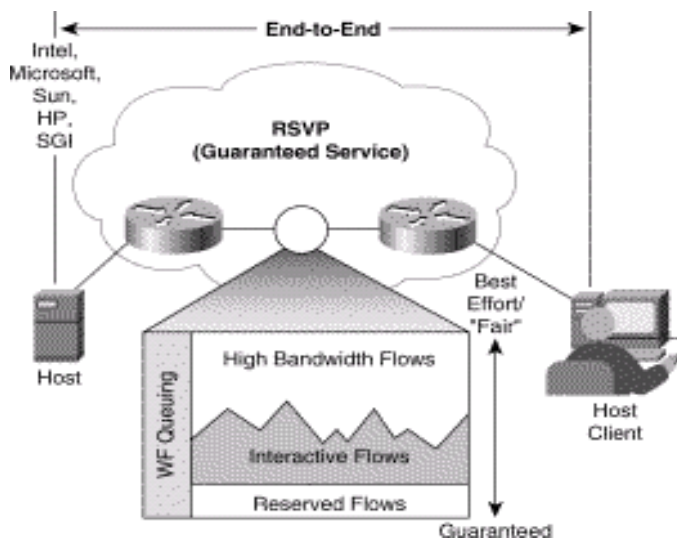 End-to-End
Intel,
Microsoft,
Sun,
HP,
SGI
RSVP
(Guaranteed Service)
Best
Effort/
"Fair"
Host
WF Queuing
High Bandwidth Flows
Interactive Flows
Reserved Flows
Host
Client
Guaranteed